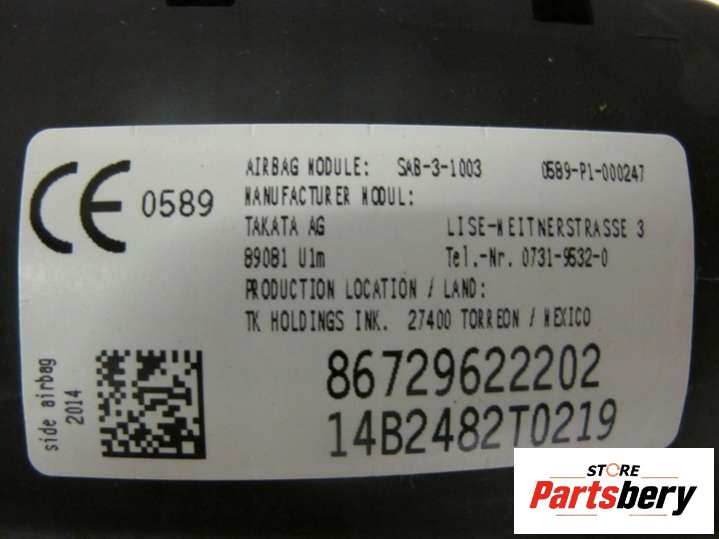 CE 0589
AIRBAG MODULE: SAB-3-1003 0589-P1-000247
MANUFACTURER MODUL:
TAKATA AG LISE-MEITNERSTRASSE 3
89081 Ulm Tel.-Nr. 0731-9532-0
PRODUCTION LOCATION / LAND:
TK HOLDINGS INK. 27400 TORREON / MEXICO
86729622202
14B2482T0219
side airbag
2014
STORE
Partsbery